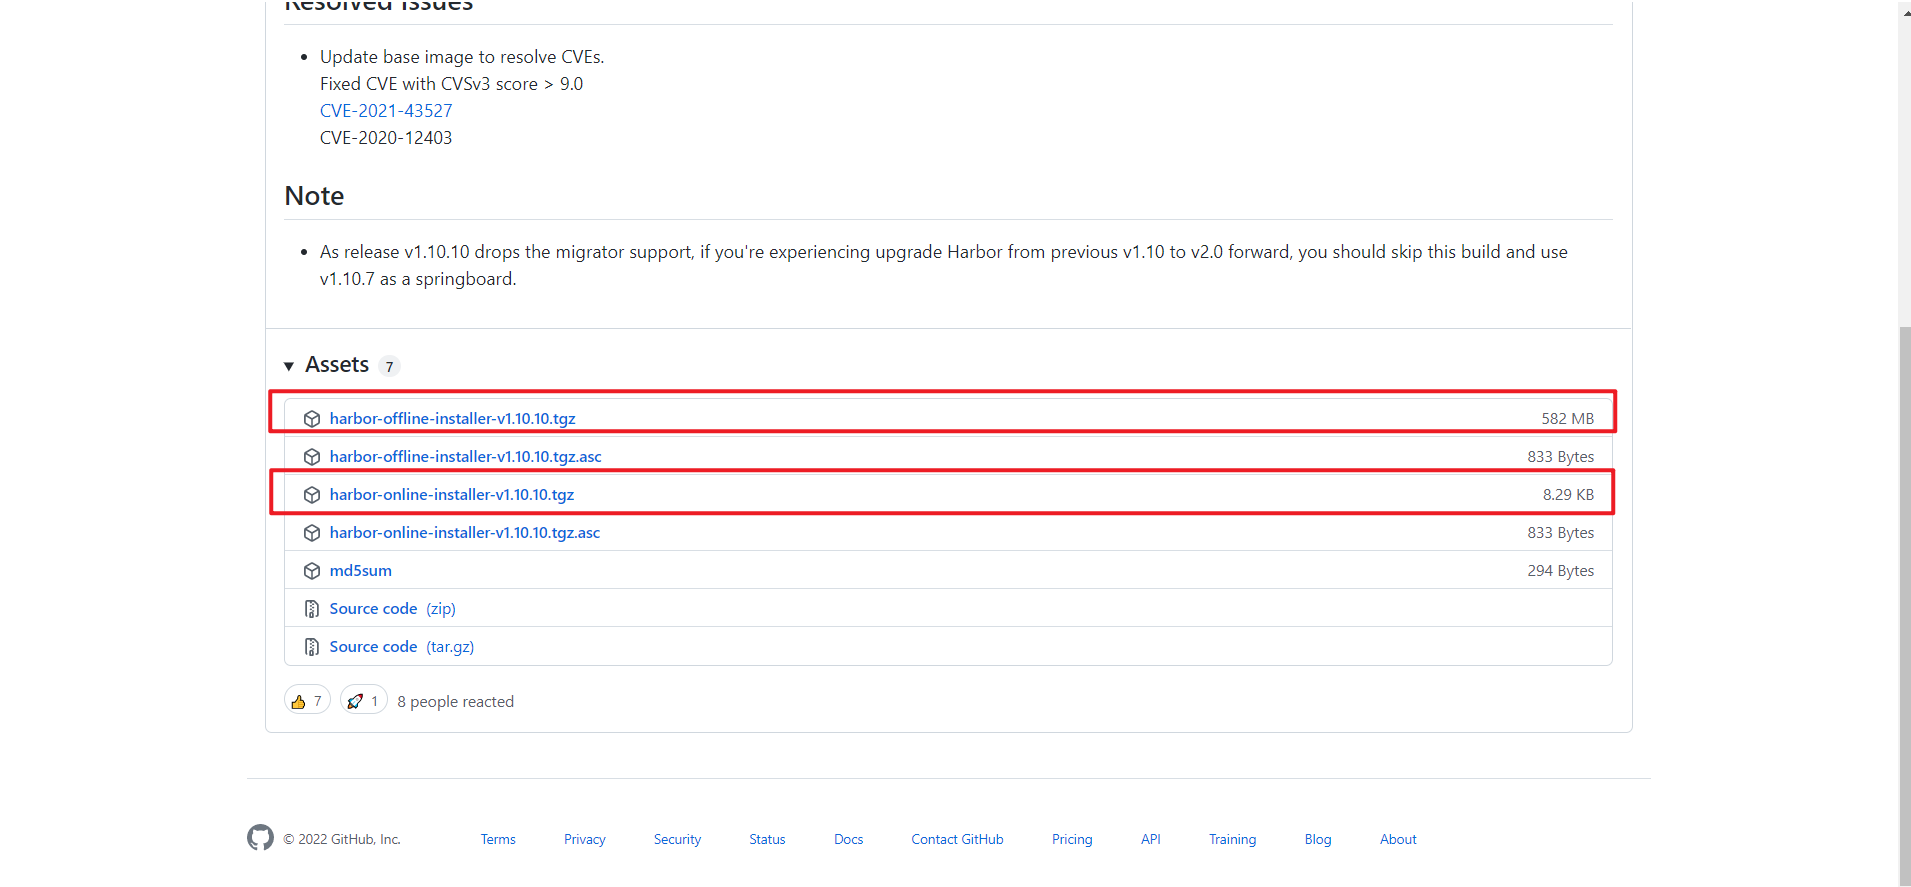 Resolved Issues
Update base image to resolve CVEs.
Fixed CVE with CVSv3 score > 9.0
CVE-2021-43527
CVE-2020-12403
Note
As release v1.10.10 drops the migrator support, if you're experiencing upgrade Harbor from previous v1.10 to v2.0 forward, you should skip this build and use
v1.10.7 as a springboard.
Assets 7
harbor-offline-installer-v1.10.10.tgz 582 MB
harbor-offline-installer-v1.10.10.tgz.asc 833 Bytes
harbor-online-installer-v1.10.10.tgz 8.29 KB
harbor-online-installer-v1.10.10.tgz.asc 833 Bytes
md5sum 294 Bytes
Source code (zip)
Source code (tar.gz)
7 1 8 people reacted
© 2022 GitHub, Inc. Terms Privacy Security Status Docs Contact GitHub Pricing API Training Blog About